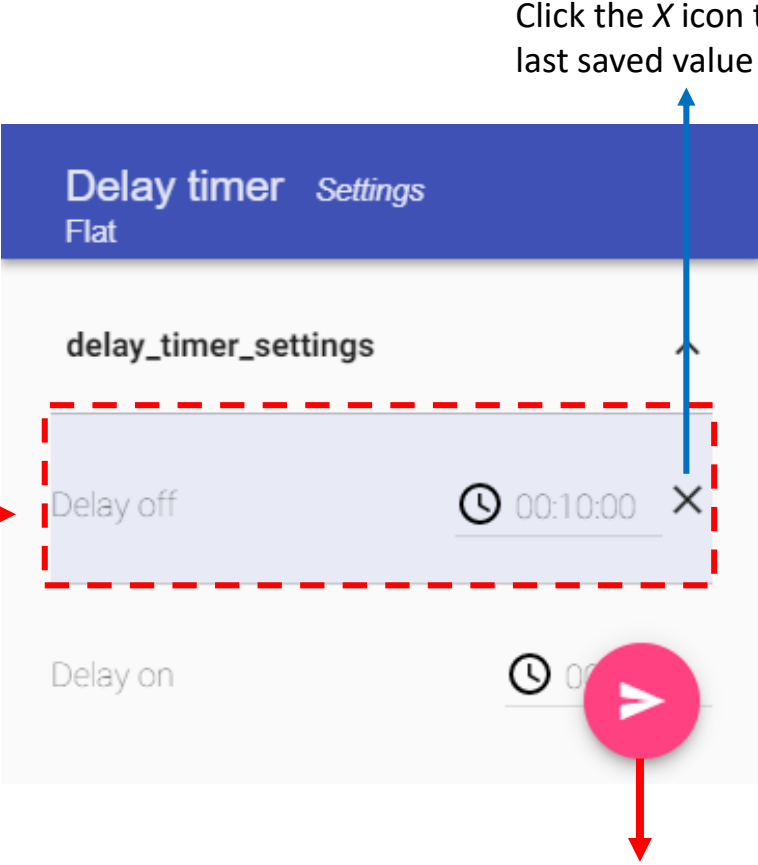 Click the X icon
last saved value
Delay timer Settings
Flat
delay_timer_settings
Delay off 00:10:00
Delay on